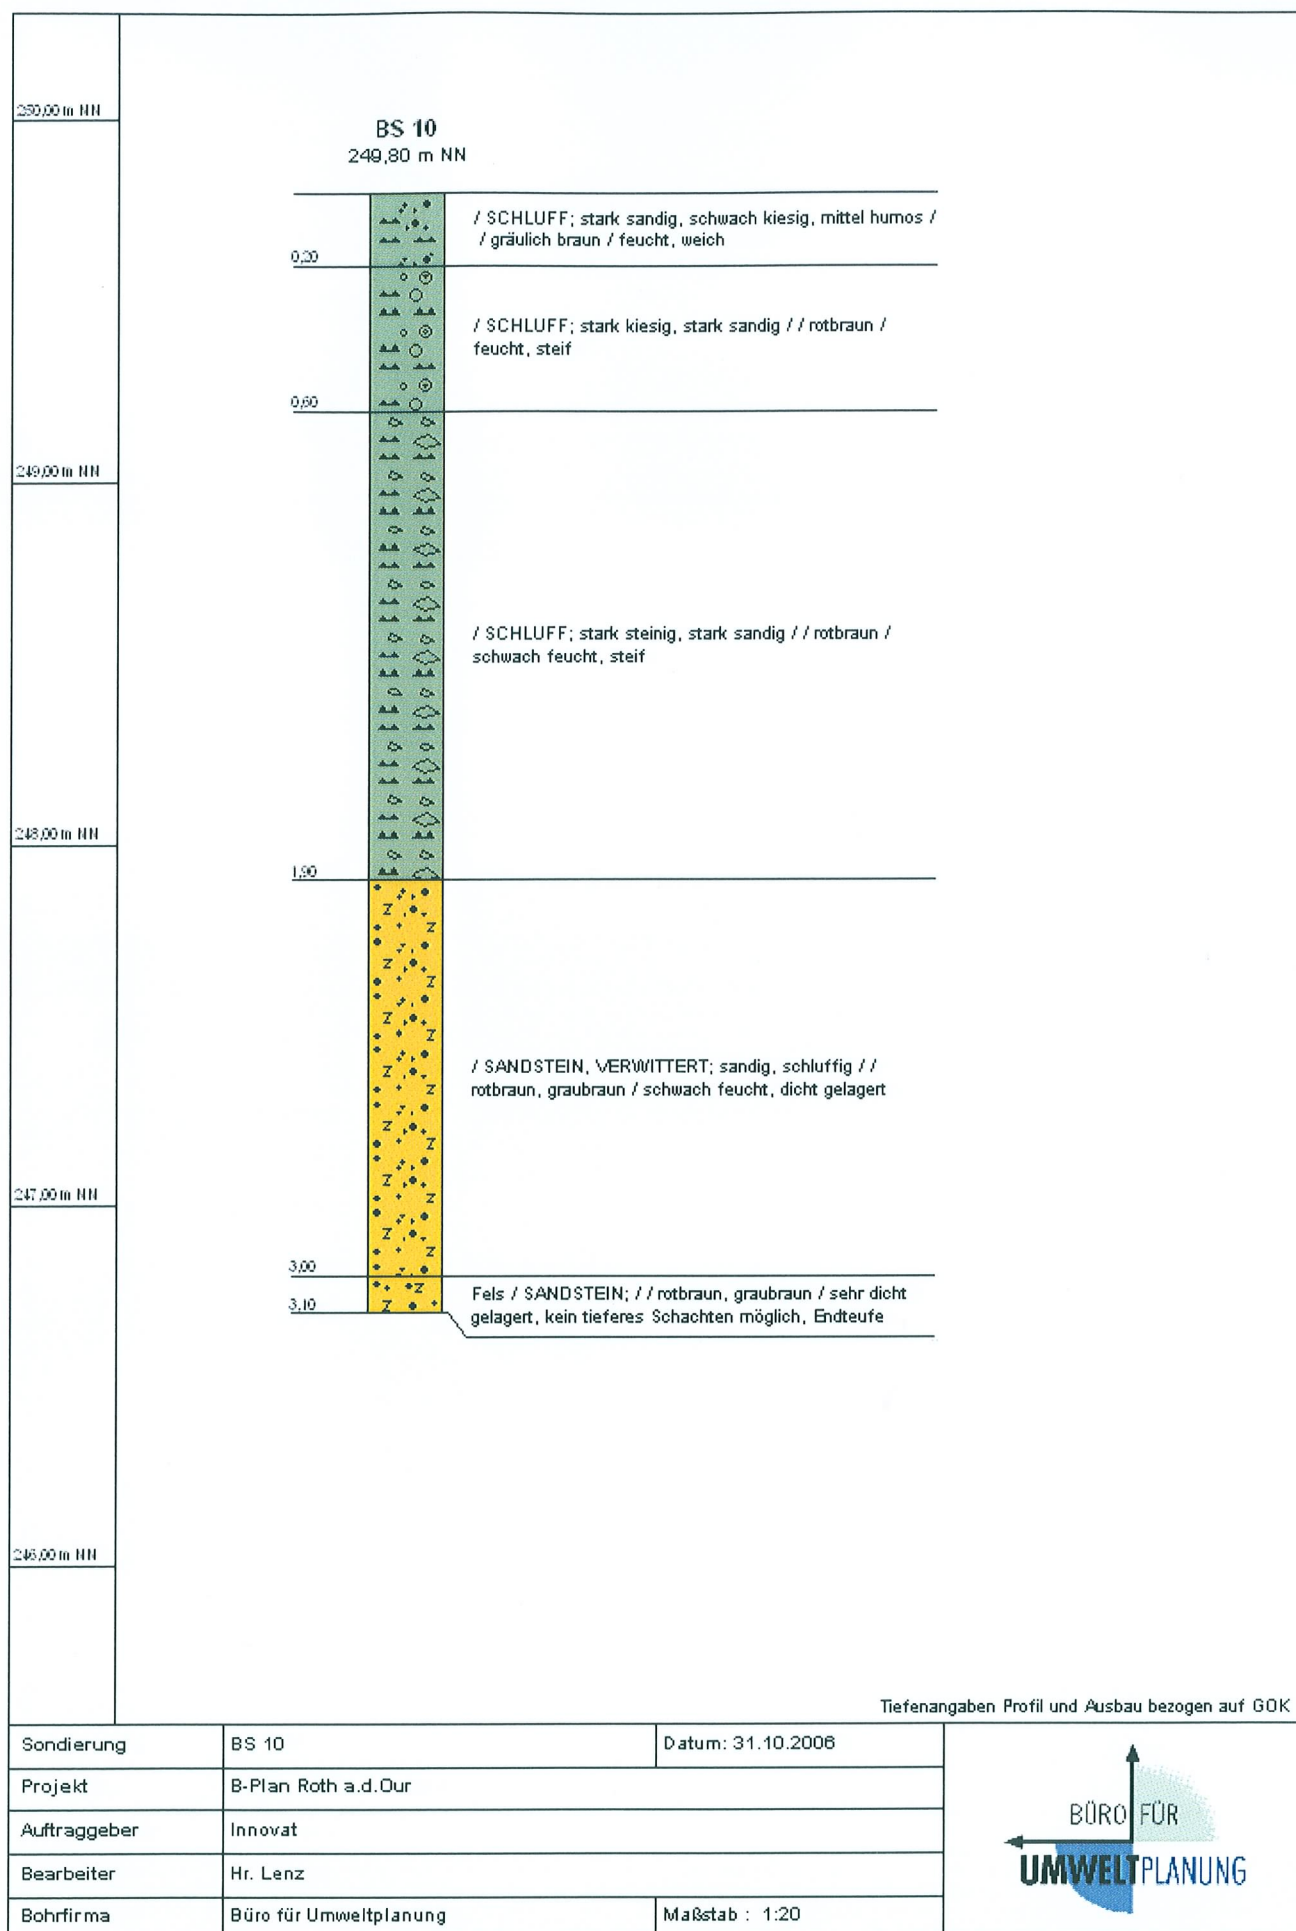 250,00 m NN
BS 10
249,80 m NN
/ SCHLUFF; stark sandig, schwach kiesig, mittel humos /
/ gräulich braun / feucht, weich
0,20
/ SCHLUFF; stark kiesig, stark sandig / / rotbraun /
feucht, steif
0,60
249,00 m NN
/ SCHLUFF; stark steinig, stark sandig / / rotbraun /
schwach feucht, steif
248,00 m NN
1,90
/ SANDSTEIN, VERWITTERT; sandig, schluffig / /
rotbraun, graubraun / schwach feucht, dicht gelagert
247,00 m NN
3,00
Fels / SANDSTEIN; / / rotbraun, graubraun / sehr dicht
gelagert, kein tieferes Schachten möglich, Endteufe
3,10
246,00 m NN
Tiefenangaben Profil und Ausbau bezogen auf GOK
Sondierung BS 10 Datum: 31.10.2006
Projekt B-Plan Roth a.d.Our
Auftraggeber Innovat
Bearbeiter Hr. Lenz
Bohrfirma Büro für Umweltplanung Maßstab : 1:20
BÜRO FÜR
UMWELTPLANUNG